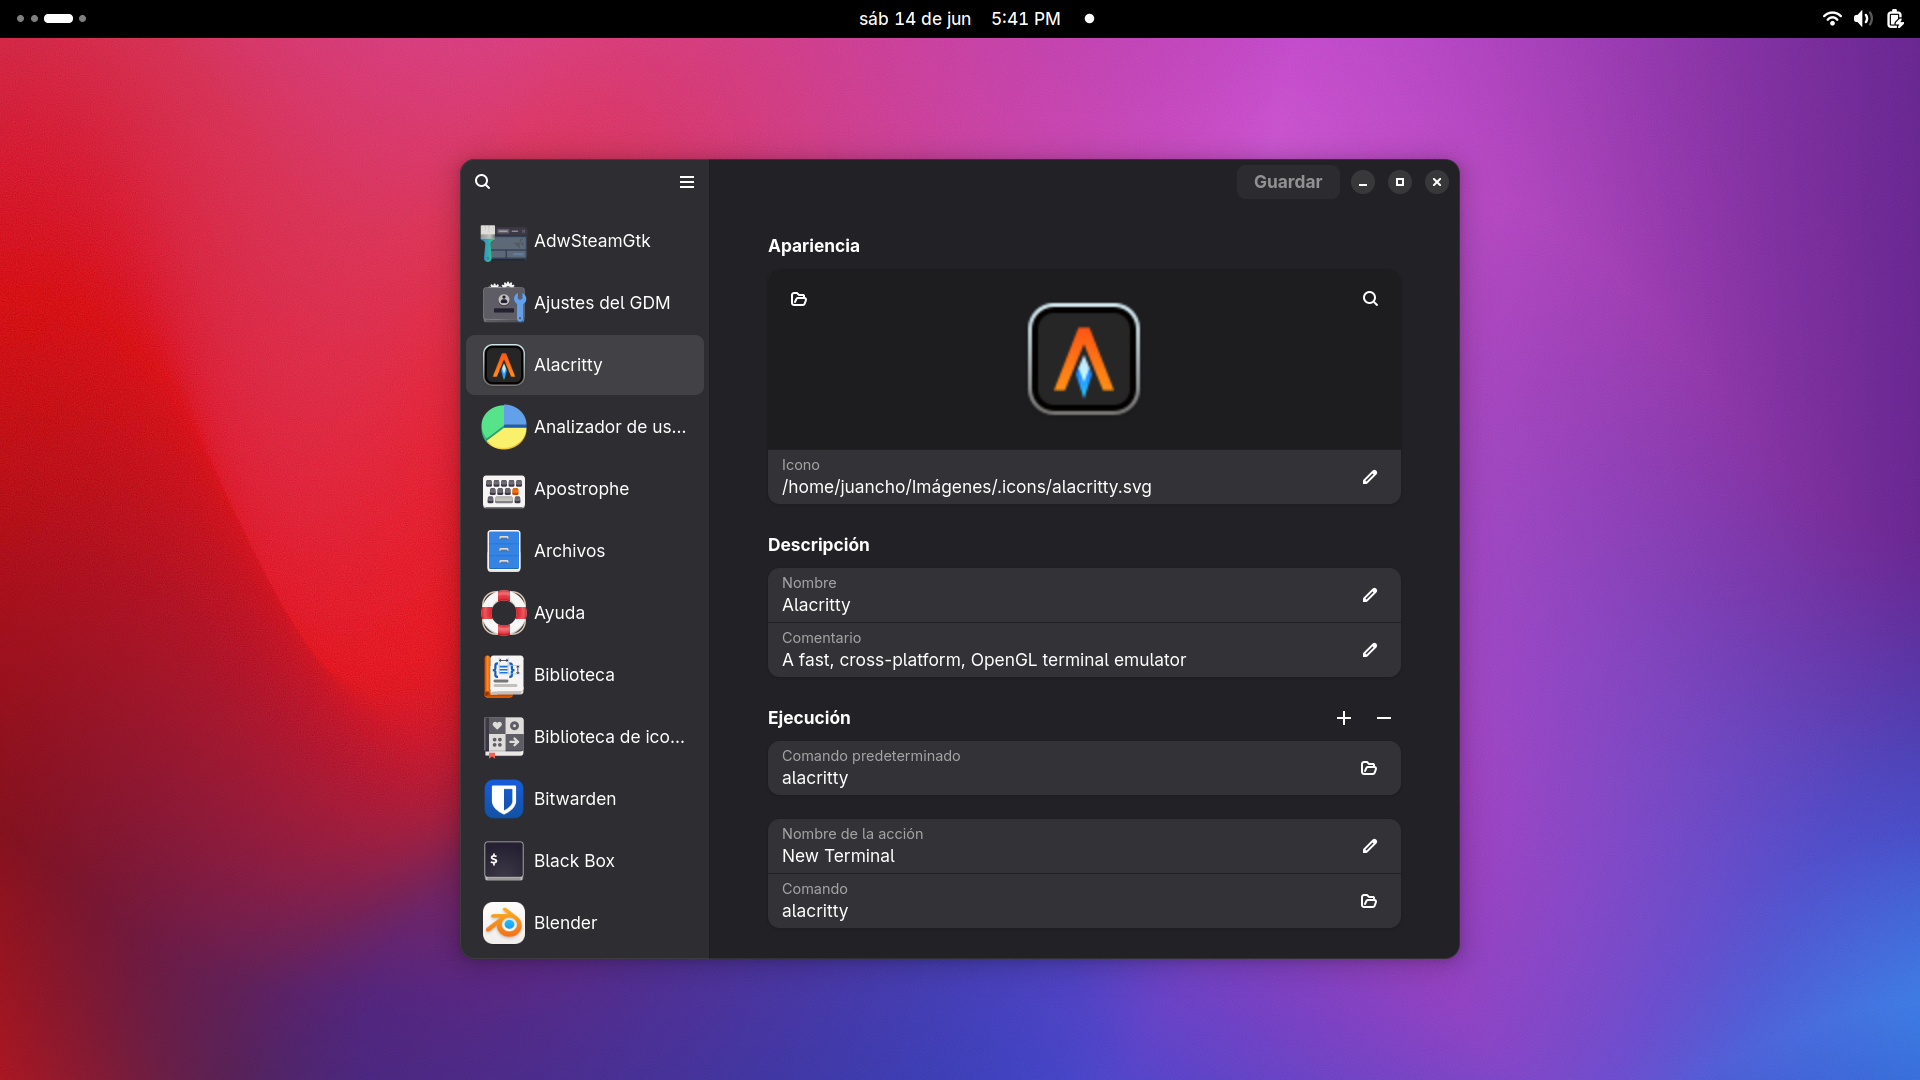 sáb 14 de jun 5:41 PM
Guardar
AdwSteamGtk
Ajustes del GDM
Alacritty
Analizador de us...
Apostrophe
Archivos
Ayuda
Biblioteca
Biblioteca de ico...
Bitwarden
$
Black Box
Blender
Apariencia
Icono
/home/juancho/Imágenes/.icons/alacritty.svg
Descripción
Nombre
Alacritty
Comentario
A fast, cross-platform, OpenGL terminal emulator
Ejecución
Comando predeterminado
alacritty
Nombre de la acción
New Terminal
Comando
alacritty